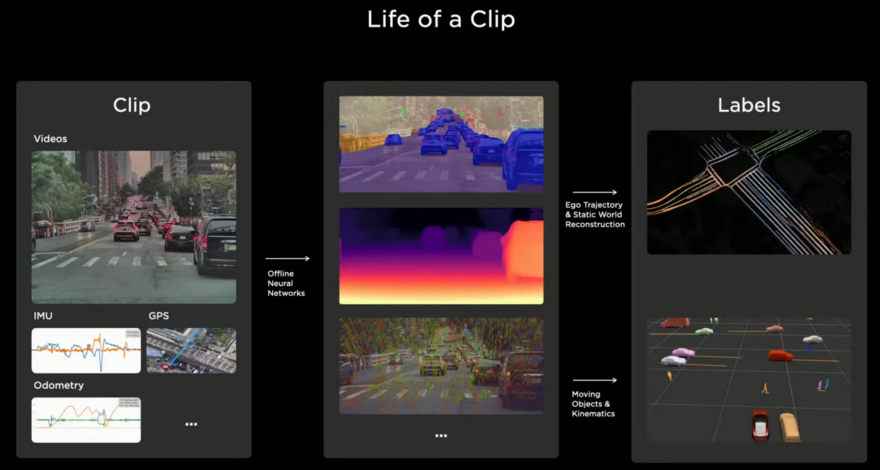 Life of a Clip
Clip
Videos
IMU
GPS
Odometry
...
Offline
Neural
Networks
...
Ego Trajectory
& Static World
Reconstruction
Moving
Objects &
Kinematics
Labels